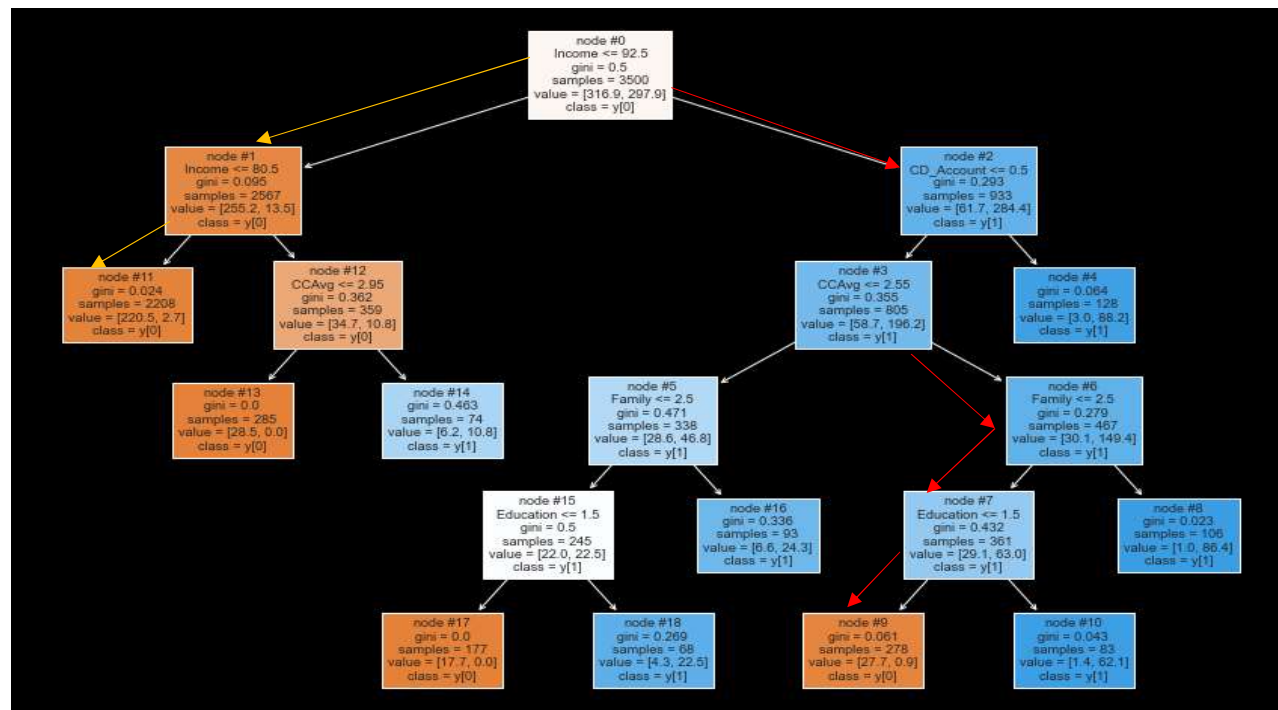 node #0
Income <= 92.5
gini = 0.5
samples = 3500
value = [316.9, 297.9]
class = y[0]
node #1
Income <= 80.5
gini = 0.095
samples = 2567
value = [255.2, 13.5]
class = y[0]
node #2
CD_Account <= 0.5
gini = 0.293
samples = 933
value = [61.7, 284.4]
class = y[1]
node #11
gini = 0.024
samples = 2208
value = [220.5, 2.7]
class = y[0]
node #12
CCAvg <= 2.95
gini = 0.362
samples = 359
value = [34.7, 10.8]
class = y[0]
node #3
CCAvg <= 2.55
gini = 0.355
samples = 805
value = [58.7, 196.2]
class = y[1]
node #4
gini = 0.064
samples = 128
value = [3.0, 88.2]
class = y[1]
node #13
gini = 0.0
samples = 285
value = [28.5, 0.0]
class = y[0]
node #14
gini = 0.463
samples = 74
value = [6.2, 10.8]
class = y[1]
node #5
Family <= 2.5
gini = 0.471
samples = 338
value = [28.6, 46.8]
class = y[1]
node #6
Family <= 2.5
gini = 0.279
samples = 467
value = [30.1, 149.4]
class = y[1]
node #15
Education <= 1.5
gini = 0.5
samples = 245
value = [22.0, 22.5]
class = y[1]
node #16
gini = 0.336
samples = 93
value = [6.6, 24.3]
class = y[1]
node #7
Education <= 1.5
gini = 0.432
samples = 361
value = [29.1, 63.0]
class = y[1]
node #8
gini = 0.023
samples = 106
value = [1.0, 86.4]
class = y[1]
node #17
gini = 0.0
samples = 177
value = [17.7, 0.0]
class = y[0]
node #18
gini = 0.269
samples = 68
value = [4.3, 22.5]
class = y[1]
node #9
gini = 0.061
samples = 278
value = [27.7, 0.9]
class = y[0]
node #10
gini = 0.043
samples = 83
value = [1.4, 62.1]
class = y[1]